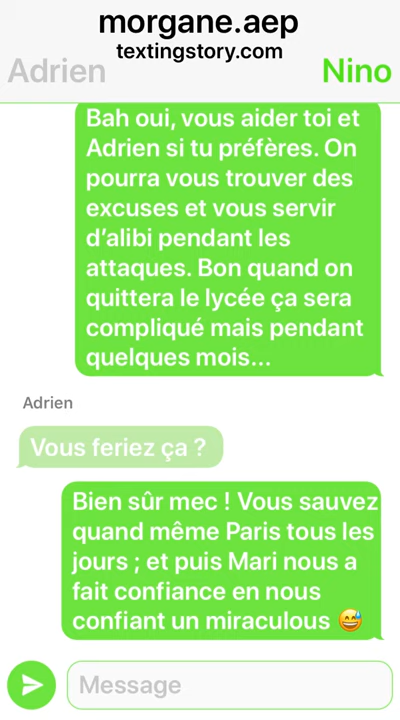 morgane.aep
textingstory.com
Adrien
Nino
Bah oui, vous aider toi et
Adrien si tu préfères. On
pourra vous trouver des
excuses et vous servir
d’alibi pendant les
attaques. Bon quand on
quittera le lycée ça sera
compliqué mais pendant
quelques mois...
Adrien
Vous feriez ça ?
Bien sûr mec ! Vous sauvez
quand même Paris tous les
jours ; et puis Mari nous a
fait confiance en nous
confiant un miraculous 😅
Message